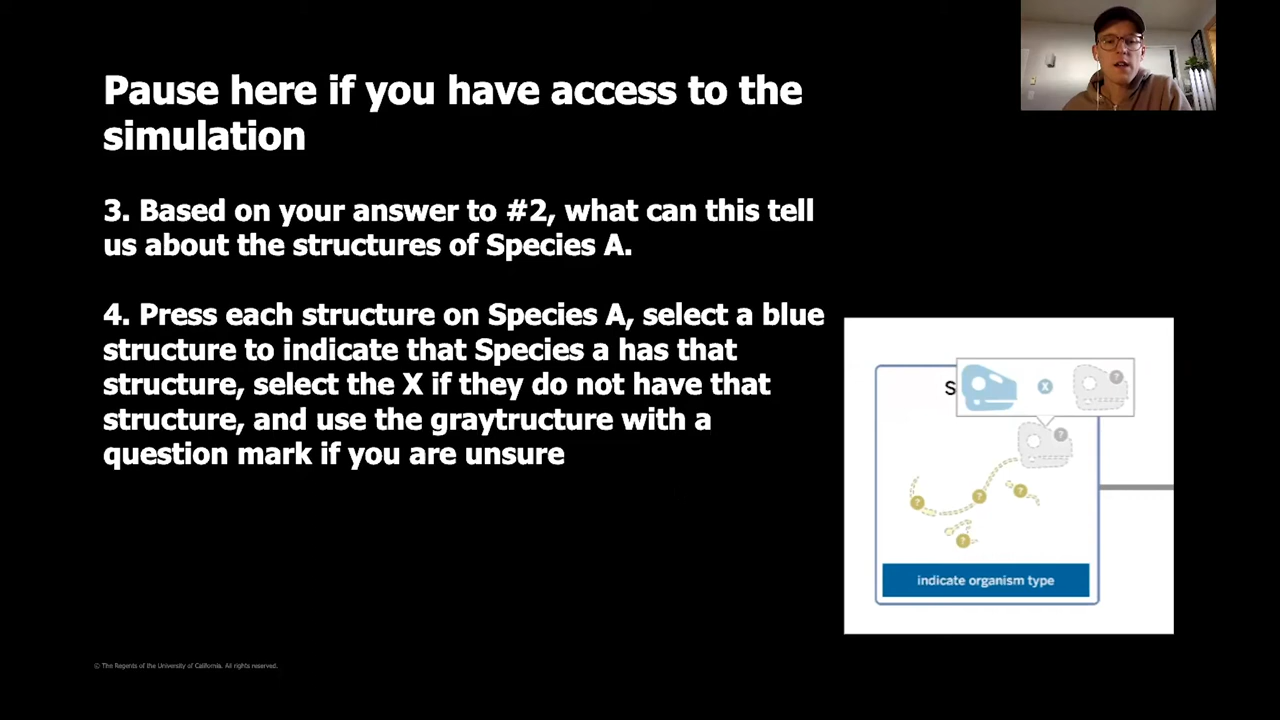 Pause here if you have access to the
simulation
3. Based on your answer to #2, what can this tell
us about the structures of Species A.
4. Press each structure on Species A, select a blue
structure to indicate that Species a has that
structure, select the X if they do not have that
structure, and use the graytructure with a
question mark if you are unsure
S
X
?
?
?
?
?
?
indicate organism type
© The Regents of the University of California. All rights reserved.